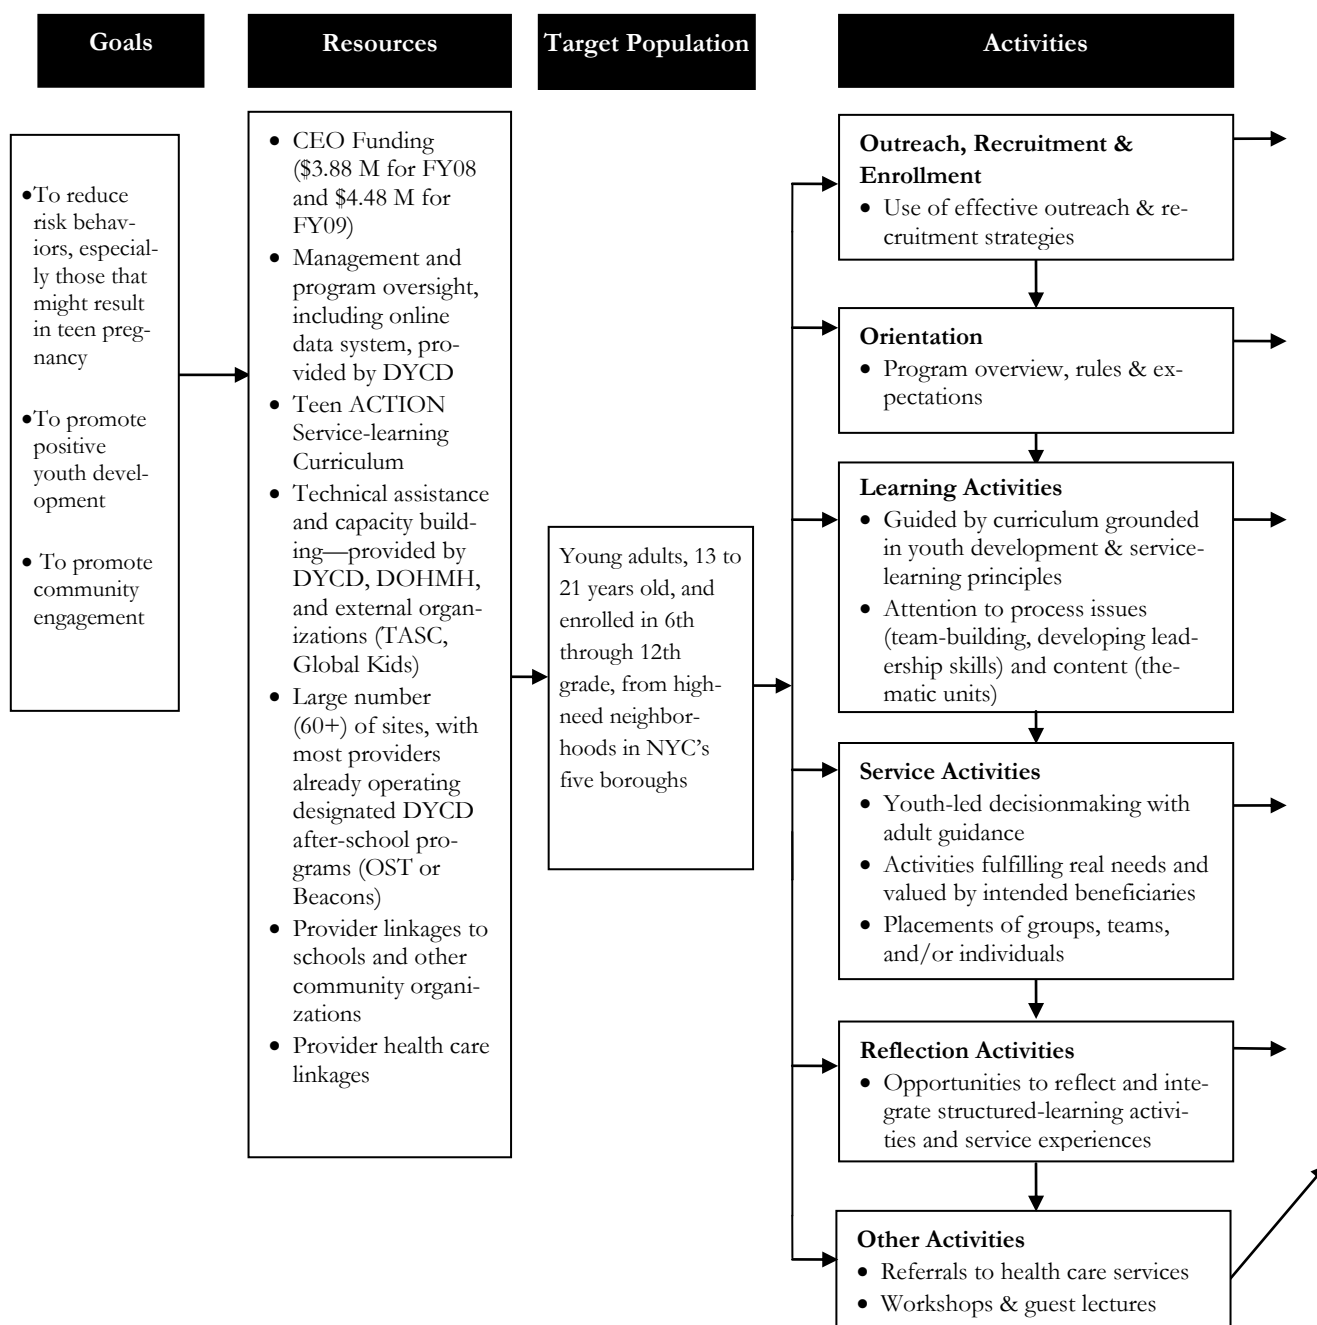 Goals
Resources
Target Population
Activities
•To reduce
risk behav-
iors, especial-
ly those that
might result
in teen preg-
nancy
•To promote
positive
youth devel-
opment
• To promote
community
engagement
• CEO Funding
($3.88 M for FY08
and $4.48 M for
FY09)
• Management and
program oversight,
including online
data system, pro-
vided by DYCD
• Teen ACTION
Service-learning
Curriculum
• Technical assistance
and capacity build-
ing—provided by
DYCD, DOHMH,
and external organ-
izations (TASC,
Global Kids)
• Large number
(60+) of sites, with
most providers
already operating
designated DYCD
after-school pro-
grams (OST or
Beacons)
• Provider linkages to
schools and other
community organi-
zations
• Provider health care
linkages
Young adults, 13 to
21 years old, and
enrolled in 6th
through 12th
grade, from high-
need neighbor-
hoods in NYC’s
five boroughs
Outreach, Recruitment &
Enrollment
• Use of effective outreach & re-
cruitment strategies
Orientation
• Program overview, rules & ex-
pectations
Learning Activities
• Guided by curriculum grounded
in youth development & service-
learning principles
• Attention to process issues
(team-building, developing lead-
ership skills) and content (the-
matic units)
Service Activities
• Youth-led decisionmaking with
adult guidance
• Activities fulfilling real needs and
valued by intended beneficiaries
• Placements of groups, teams,
and/or individuals
Reflection Activities
• Opportunities to reflect and inte-
grate structured-learning activi-
ties and service experiences
Other Activities
• Referrals to health care services
• Workshops & guest lectures